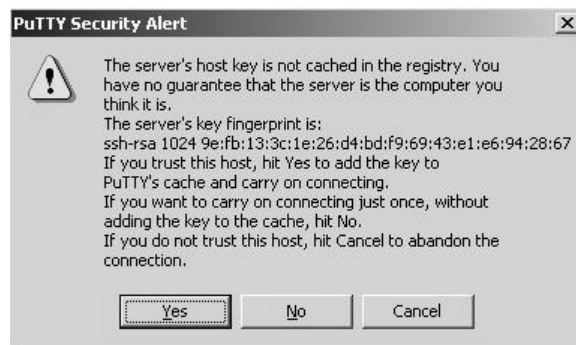 PuTTY Security Alert
The server's host key is not cached in the registry. You
have no guarantee that the server is the computer you
think it is.
The server's key fingerprint is:
ssh-rsa 1024 9e:fb:13:3c:1e:26:d4:bd:f9:69:43:e1:e6:94:28:67
If you trust this host, hit Yes to add the key to
PuTTY's cache and carry on connecting.
If you want to carry on connecting just once, without
adding the key to the cache, hit No.
If you do not trust this host, hit Cancel to abandon the
connection.
Yes No Cancel